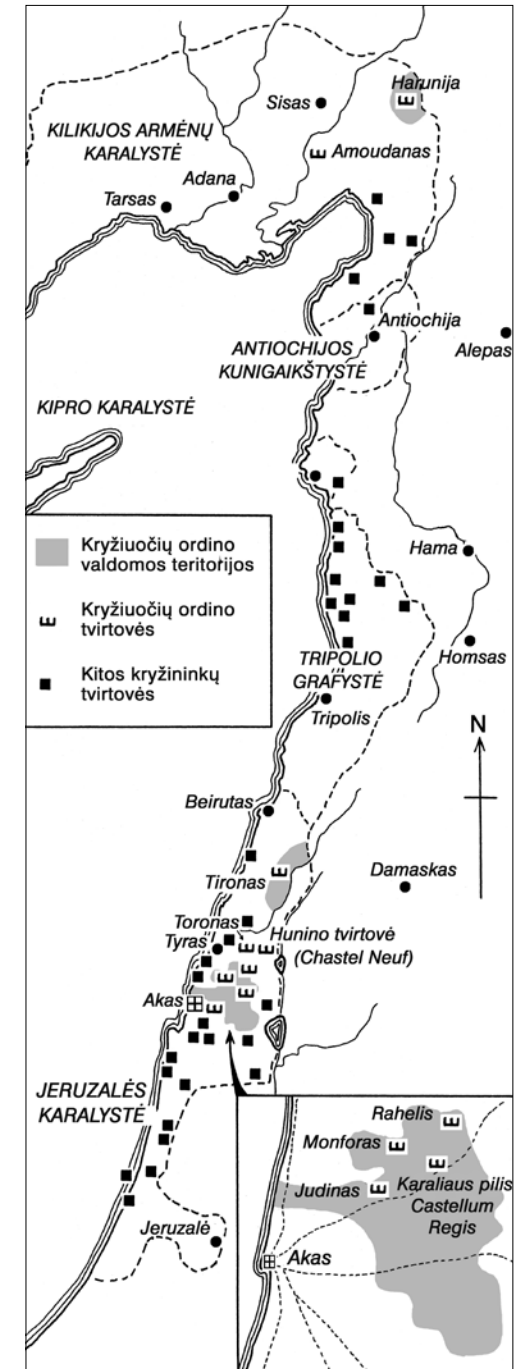 Harunija
Sisas
KILIKIJOS ARMĖNŲ
KARALYSTĖ
Amoudanas
Adana
Tarsas
Antiochija
Alepas
ANTIOCHIJOS
KUNIGAIKŠTYSTĖ
KIPRO KARALYSTĖ
Kryžiuočių ordino
valdomos teritorijos
Kryžiuočių ordino
tvirtovės
Kitos kryžininkų
tvirtovės
Hama
Homsas
TRIPOLIO
GRAFYSTĖ
Tripolis
N
Beirutas
Damaskas
Tironas
Toronas
Tyras
Hunino tvirtovė
(Chastel Neuf)
Akas
JERUZALĖS
KARALYSTĖ
Jeruzalė
Rahelis
Monforas
Judinas
Karaliaus pilis
Castellum
Regis
Akas